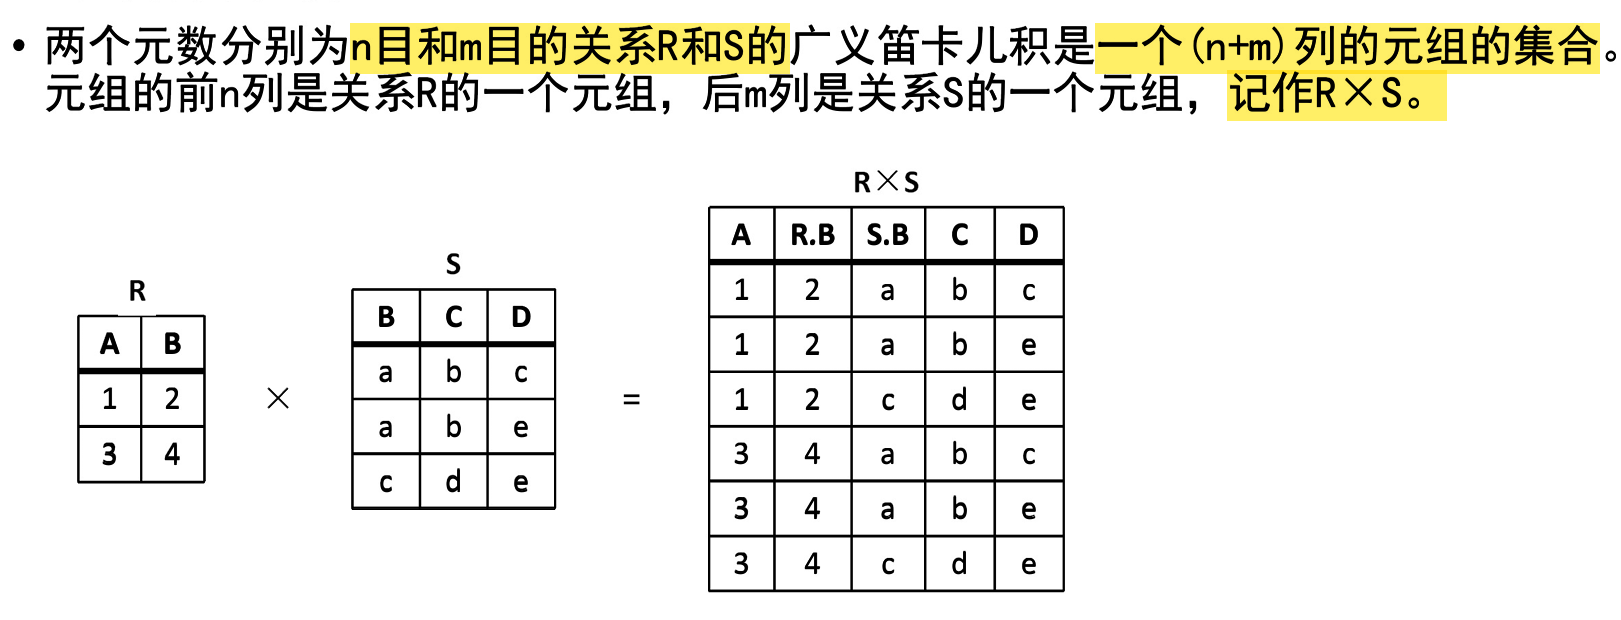 • 两个元数分别为n目和m目的关系R和S的广义笛卡儿积是一个(n+m)列的元组的集合。
元组的前n列是关系R的一个元组，后m列是关系S的一个元组，记作R×S。
R
A B
1 2
3 4
×
S
B C D
a b c
a b e
c d e
=
R×S
A R.B S.B C D
1 2 a b c
1 2 a b e
1 2 c d e
3 4 a b c
3 4 a b e
3 4 c d e